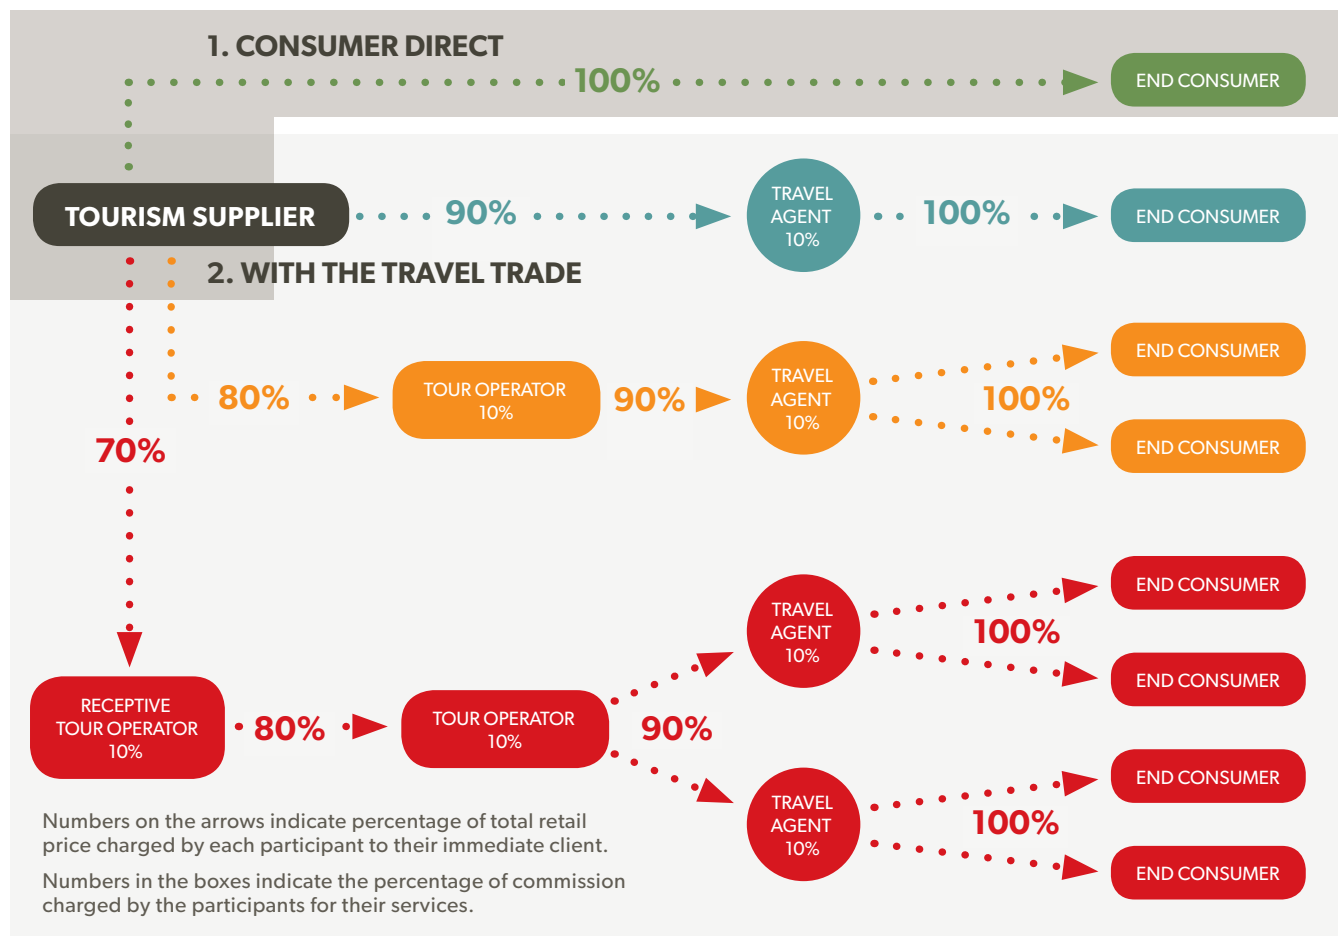 1. CONSUMER DIRECT
100%
END CONSUMER
TOURISM SUPPLIER
90%
TRAVEL
AGENT
10%
100%
END CONSUMER
2. WITH THE TRAVEL TRADE
80%
TOUR OPERATOR
10%
90%
TRAVEL
AGENT
10%
100%
END CONSUMER
END CONSUMER
70%
RECEPTIVE
TOUR OPERATOR
10%
80%
TOUR OPERATOR
10%
90%
TRAVEL
AGENT
10%
100%
END CONSUMER
END CONSUMER
TRAVEL
AGENT
10%
100%
END CONSUMER
END CONSUMER
Numbers on the arrows indicate percentage of total retail
price charged by each participant to their immediate client.
Numbers in the boxes indicate the percentage of commission
charged by the participants for their services.